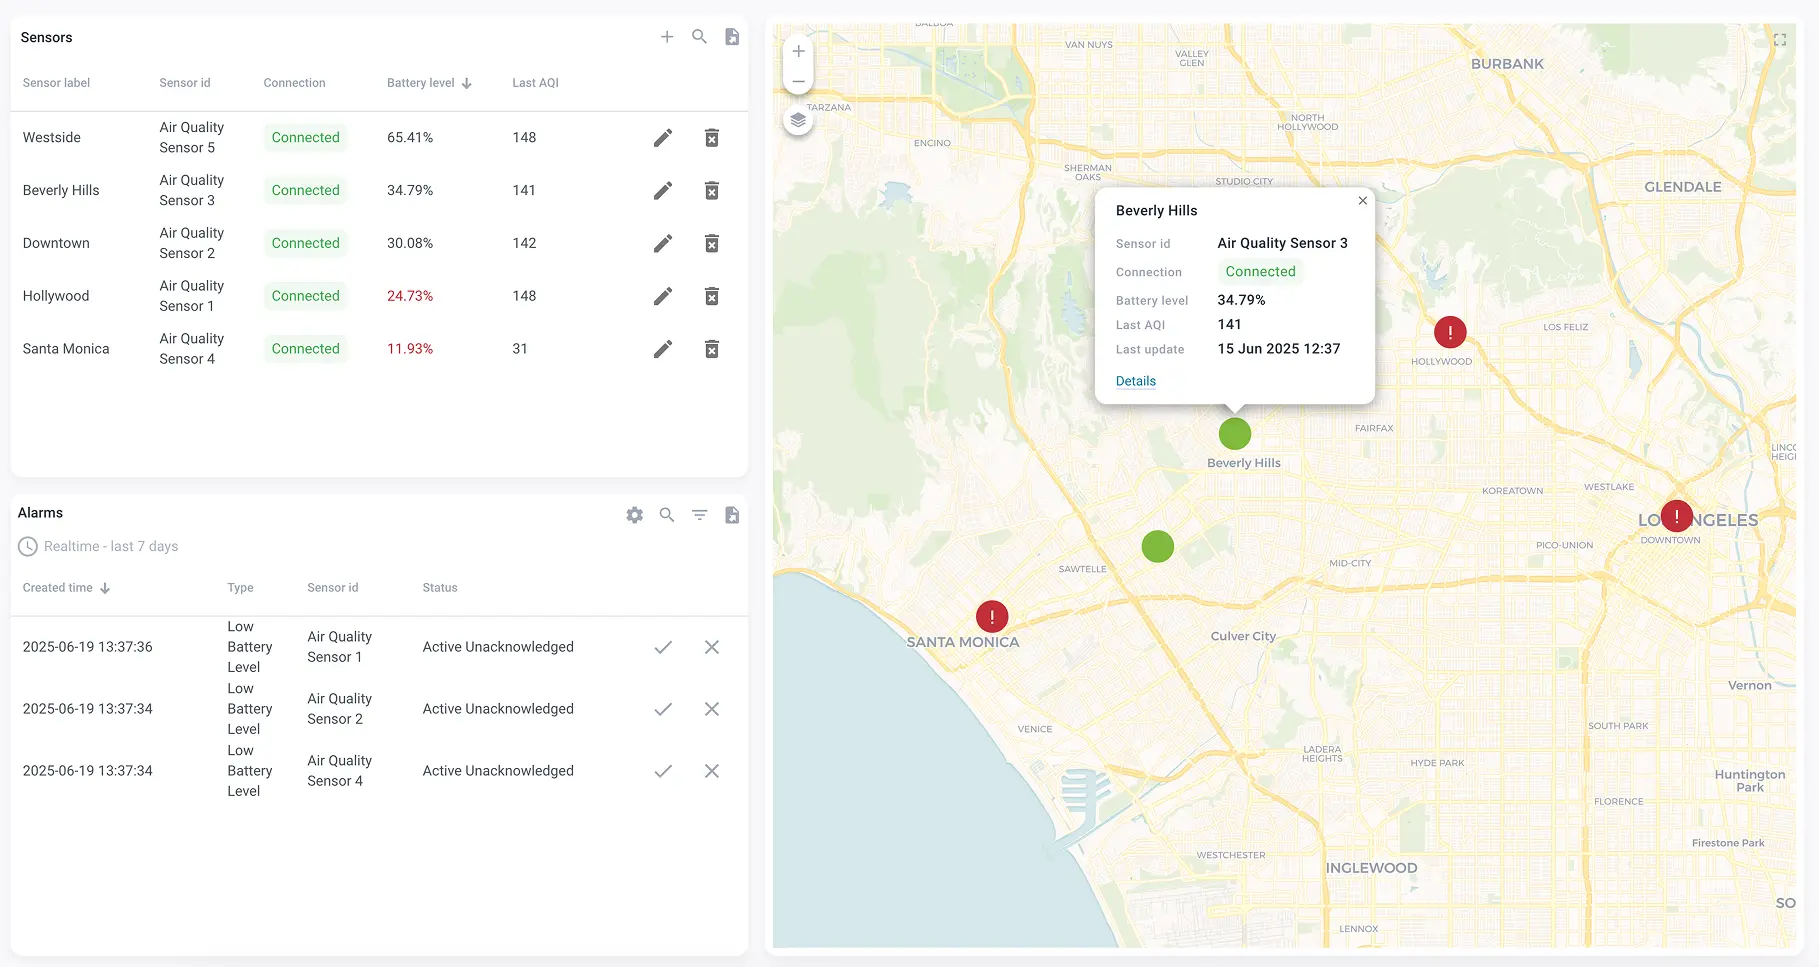 Sensors
Sensor label Sensor id Connection Battery level Last AQI
Westside Air Quality Sensor 5 Connected 65.41% 148
Beverly Hills Air Quality Sensor 3 Connected 34.79% 141
Downtown Air Quality Sensor 2 Connected 30.08% 142
Hollywood Air Quality Sensor 1 Connected 24.73% 148
Santa Monica Air Quality Sensor 4 Connected 11.93% 31
Alarms
Realtime - last 7 days
Created time Type Sensor id Status
2025-06-19 13:37:36 Low Battery Level Air Quality Sensor 1 Active Unacknowledged
2025-06-19 13:37:34 Low Battery Level Air Quality Sensor 2 Active Unacknowledged
2025-06-19 13:37:34 Low Battery Level Air Quality Sensor 4 Active Unacknowledged
BALBOA
VAN NUYS
VALLEY
GLEN
BURBANK
TARZANA
NORTH
HOLLYWOOD
ENCINO
SHERMAN
OAKS
STUDIO CITY
GLENDALE
Beverly Hills
Sensor id Air Quality Sensor 3
Connection Connected
Battery level 34.79%
Last AQI 141
Last update 15 Jun 2025 12:37
Details
!
LOS FELIZ
HOLLYWOOD
FAIRFAX
LINC
HEIG
Beverly Hills
KOREATOWN
WESTLAKE
!
LO NGELES
DOWNTOWN
PICO-UNION
MID-CITY
SAWTELLE
!
SANTA MONICA
Culver City
Vernon
VENICE
SOUTH PARK
LADERA
HEIGHTS
HYDE PARK
Huntington
Park
FLORENCE
Firestone Park
WESTCHESTER
INGLEWOOD
SO
LENNOX